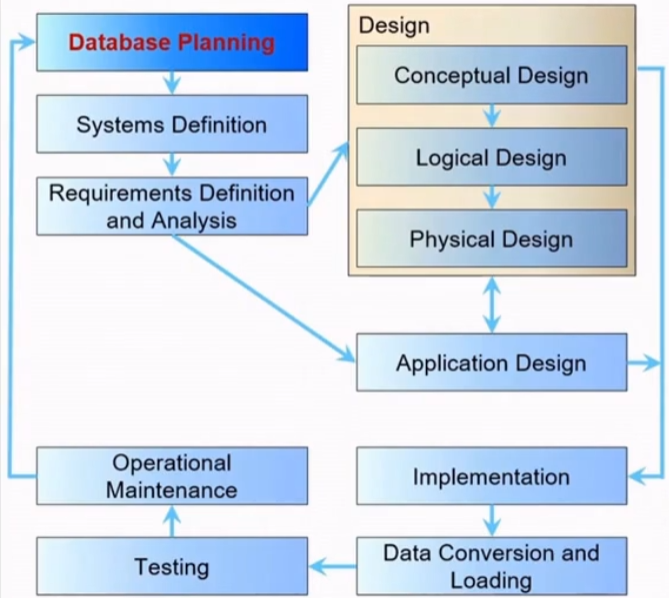 Database Planning
Systems Definition
Requirements Definition
and Analysis
Design
Conceptual Design
Logical Design
Physical Design
Application Design
Implementation
Data Conversion and
Loading
Testing
Operational
Maintenance